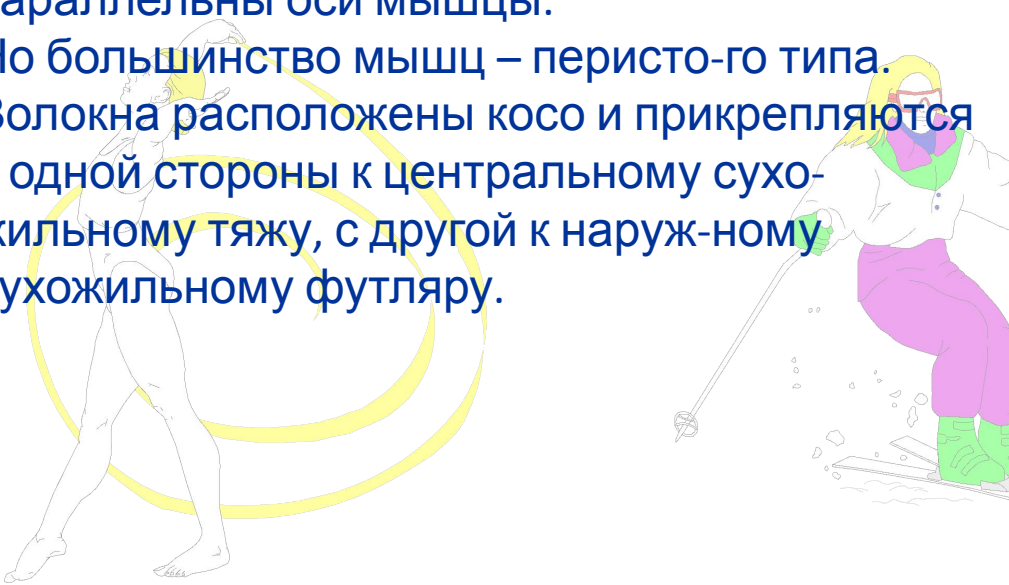 араллельны оси мышцы.
Но большинство мышц – перисто-го типа.
Волокна расположены косо и прикрепляются
одной стороны к центральному сухо-
жильному тяжу, с другой к наруж-ному
ухожильному футляру.